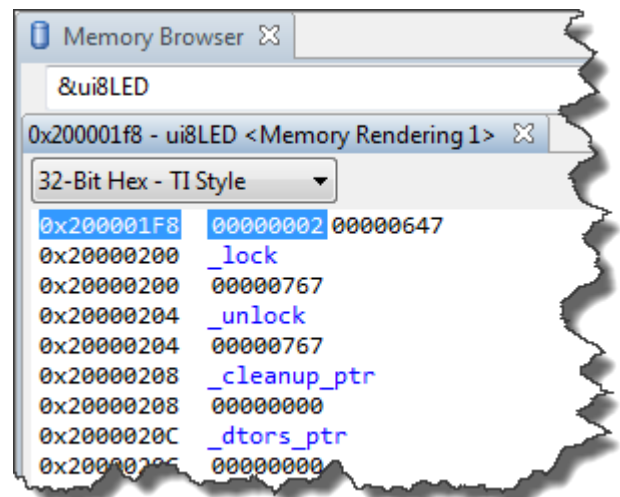 Memory Browser
&ui8LED
0x200001f8 - ui8LED <Memory Rendering 1>
32-Bit Hex - TI Style
0x200001F8 00000002 00000647
0x20000200 _lock
0x20000200 00000767
0x20000204 _unlock
0x20000204 00000767
0x20000208 _cleanup_ptr
0x20000208 00000000
0x2000020C _dtors_ptr
0x2000020C 00000000